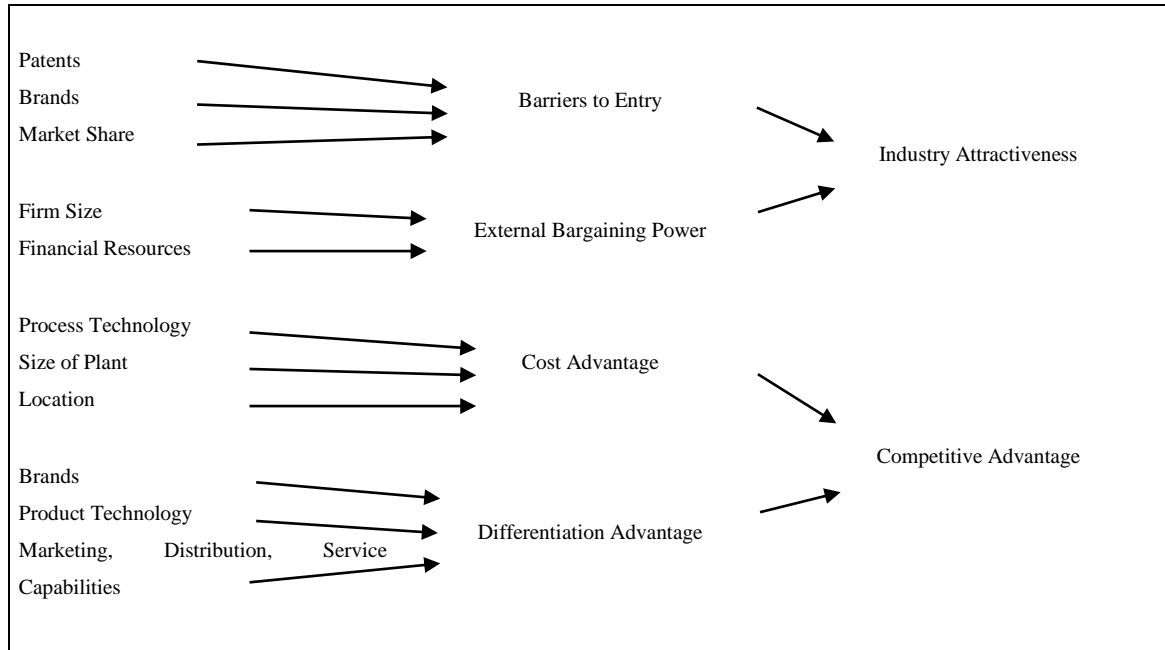 Patents
Brands
Market Share
Barriers to Entry
Industry Attractiveness
Firm Size
Financial Resources
External Bargaining Power
Process Technology
Size of Plant
Location
Cost Advantage
Competitive Advantage
Brands
Product Technology
Marketing, Distribution, Service
Capabilities
Differentiation Advantage